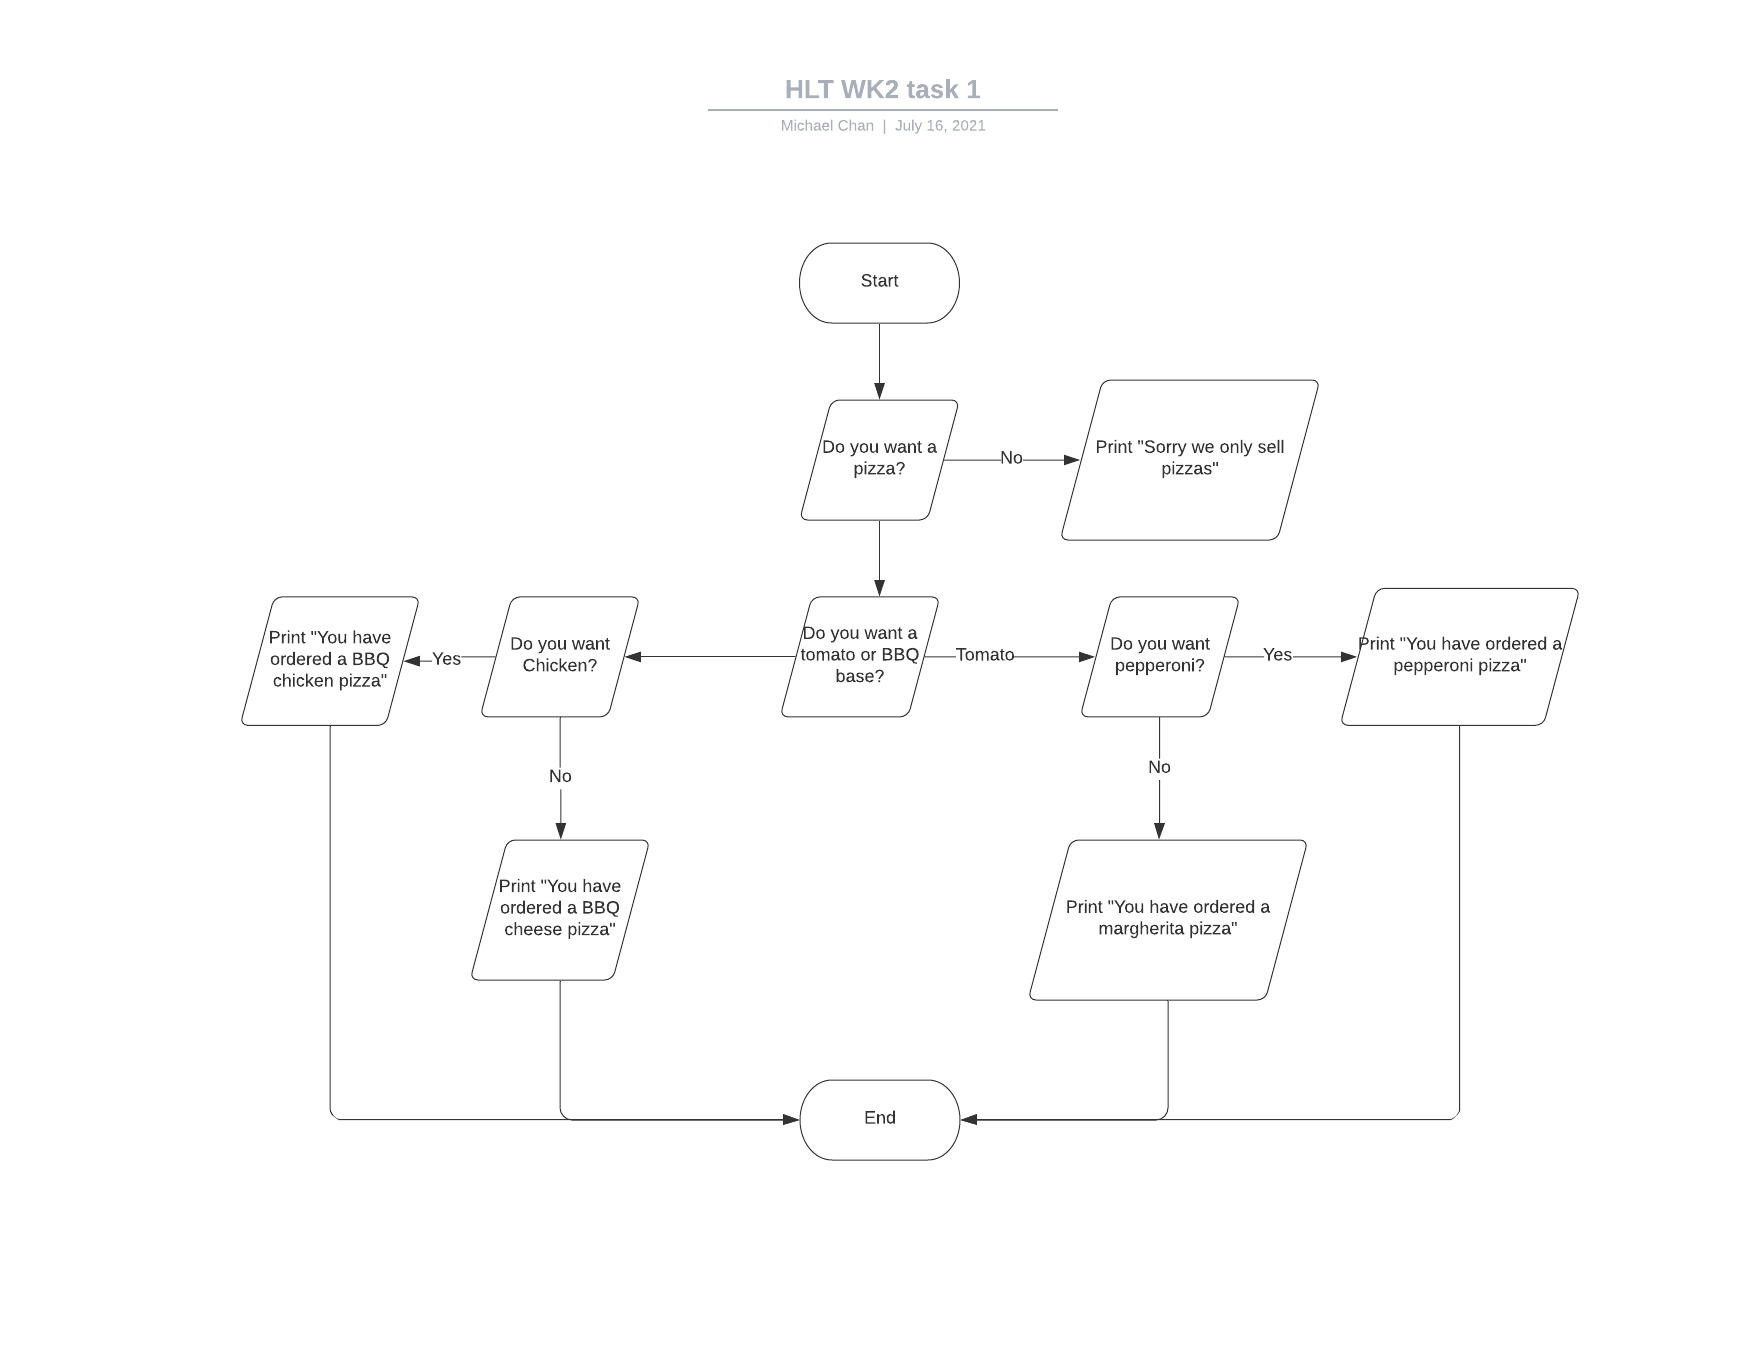 HLT WK2 task 1
Michael Chan | July 16, 2021
Start
Do you want a
pizza?
No
Print "Sorry we only sell
pizzas"
Print "You have
ordered a BBQ
chicken pizza"
Yes
Do you want
Chicken?
Do you want a
tomato or BBQ
base?
Tomato
Do you want
pepperoni?
Yes
Print "You have ordered a
pepperoni pizza"
No
No
Print "You have
ordered a BBQ
cheese pizza"
Print "You have ordered a
margherita pizza"
End